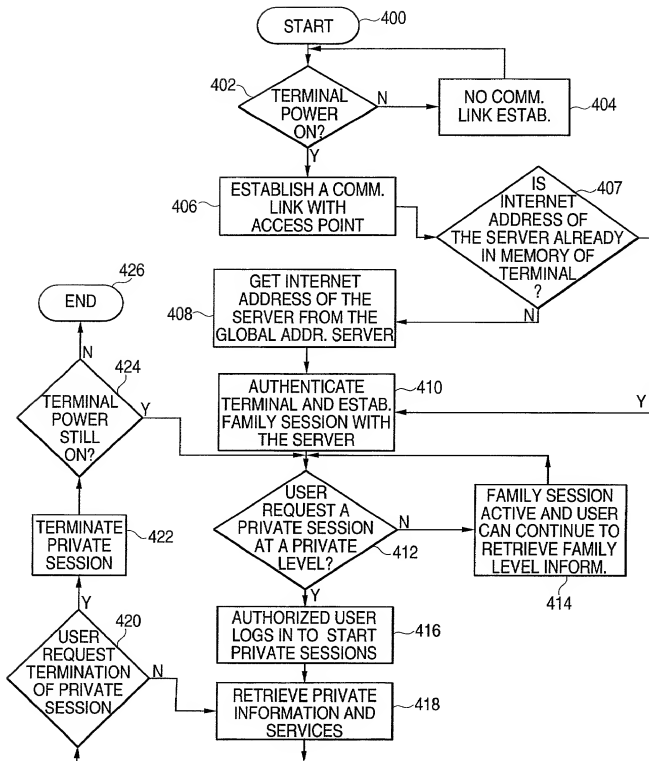 START
400
402
TERMINAL
POWER
ON?
N
NO COMM.
LINK ESTAB.
404
Y
406
ESTABLISH A COMM.
LINK WITH
ACCESS POINT
IS
INTERNET
ADDRESS OF
THE SERVER ALREADY
IN MEMORY OF
TERMINAL
?
407
N
Y
408
GET INTERNET
ADDRESS OF THE
SERVER FROM THE
GLOBAL ADDR. SERVER
AUTHENTICATE
TERMINAL AND ESTAB.
FAMILY SESSION WITH
THE SERVER
410
USER
REQUEST A
PRIVATE SESSION
AT A PRIVATE
LEVEL?
412
N
FAMILY SESSION
ACTIVE AND USER
CAN CONTINUE TO
RETRIEVE FAMILY
LEVEL INFORM.
414
Y
AUTHORIZED USER
LOGS IN TO START
PRIVATE SESSIONS
416
RETRIEVE PRIVATE
INFORMATION AND
SERVICES
418
USER
REQUEST
TERMINATION
OF PRIVATE
SESSION
420
N
Y
TERMINATE
PRIVATE
SESSION
422
TERMINAL
POWER
STILL
ON?
424
Y
N
END
426